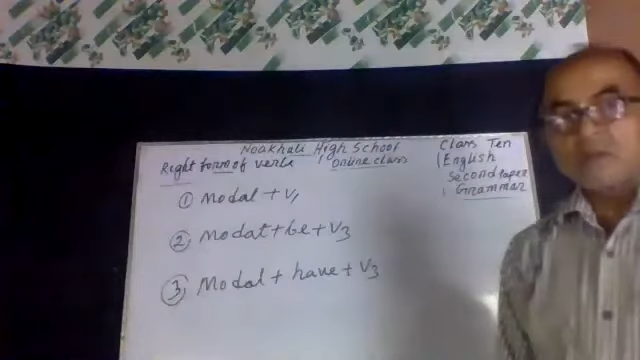 Noakhali High School
Online class
Class Ten
English
Second Paper
Grammar
Right form of verbs
① Modal + V₁
② Modal + be + V₃
③ Modal + have + V₃